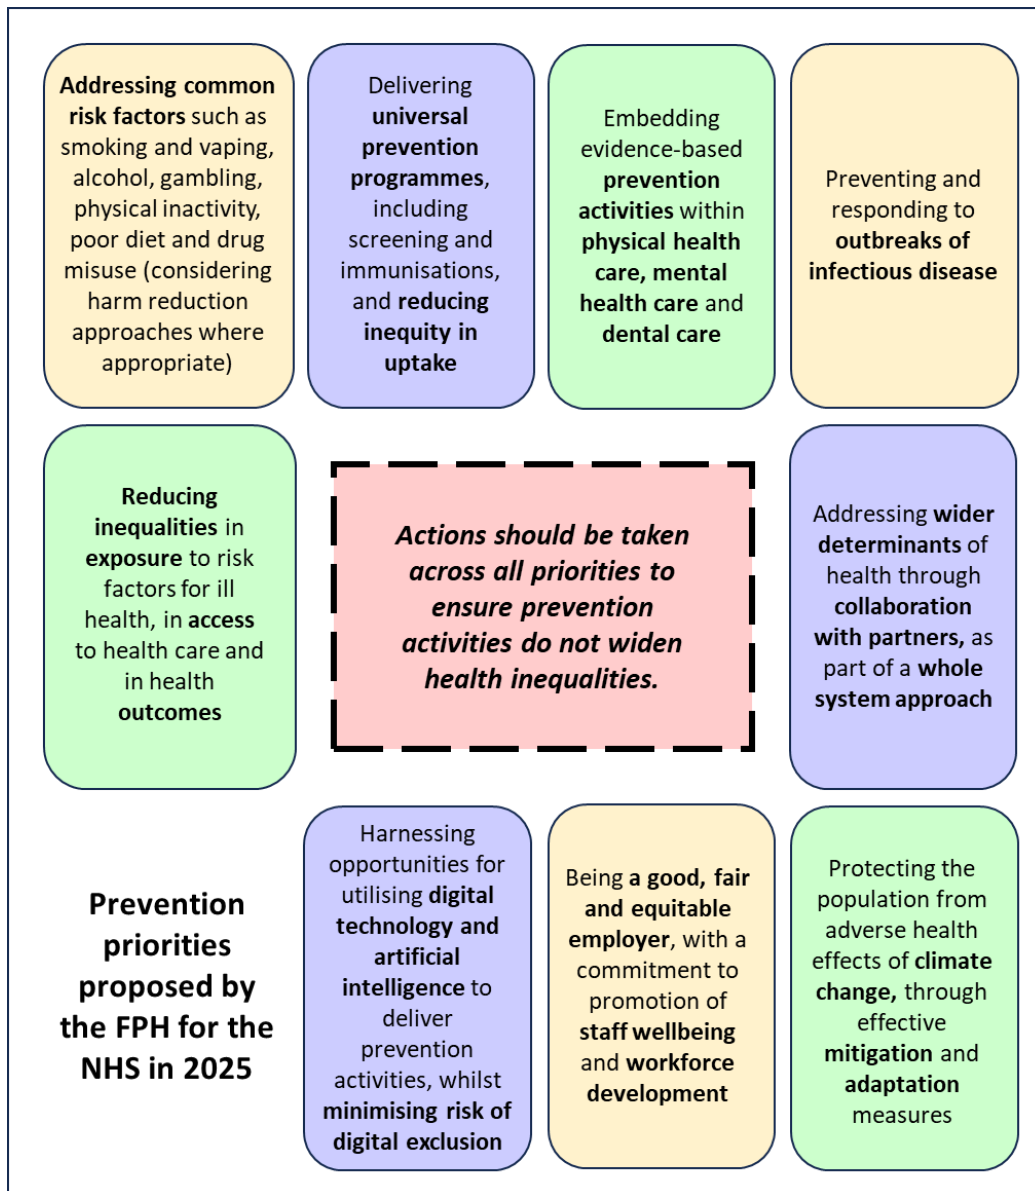 Addressing common
risk factors such as
smoking and vaping,
alcohol, gambling,
physical inactivity,
poor diet and drug
misuse (considering
harm reduction
approaches where
appropriate)
Delivering
universal
prevention
programmes,
including
screening and
immunisations,
and reducing
inequity in
uptake
Embedding
evidence-based
prevention
activities within
physical health
care, mental
health care and
dental care
Preventing and
responding to
outbreaks of
infectious disease
Reducing
inequalities in
exposure to risk
factors for ill
health, in access
to health care and
in health
outcomes
Actions should be taken
across all priorities to
ensure prevention
activities do not widen
health inequalities.
Addressing wider
determinants of
health through
collaboration
with partners, as
part of a whole
system approach
Prevention
priorities
proposed by
the FPH for the
NHS in 2025
Harnessing
opportunities for
utilising digital
technology and
artificial
intelligence to
deliver
prevention
activities, whilst
minimising risk of
digital exclusion
Being a good, fair
and equitable
employer, with a
commitment to
promotion of
staff wellbeing
and workforce
development
Protecting the
population from
adverse health
effects of climate
change, through
effective
mitigation and
adaptation
measures